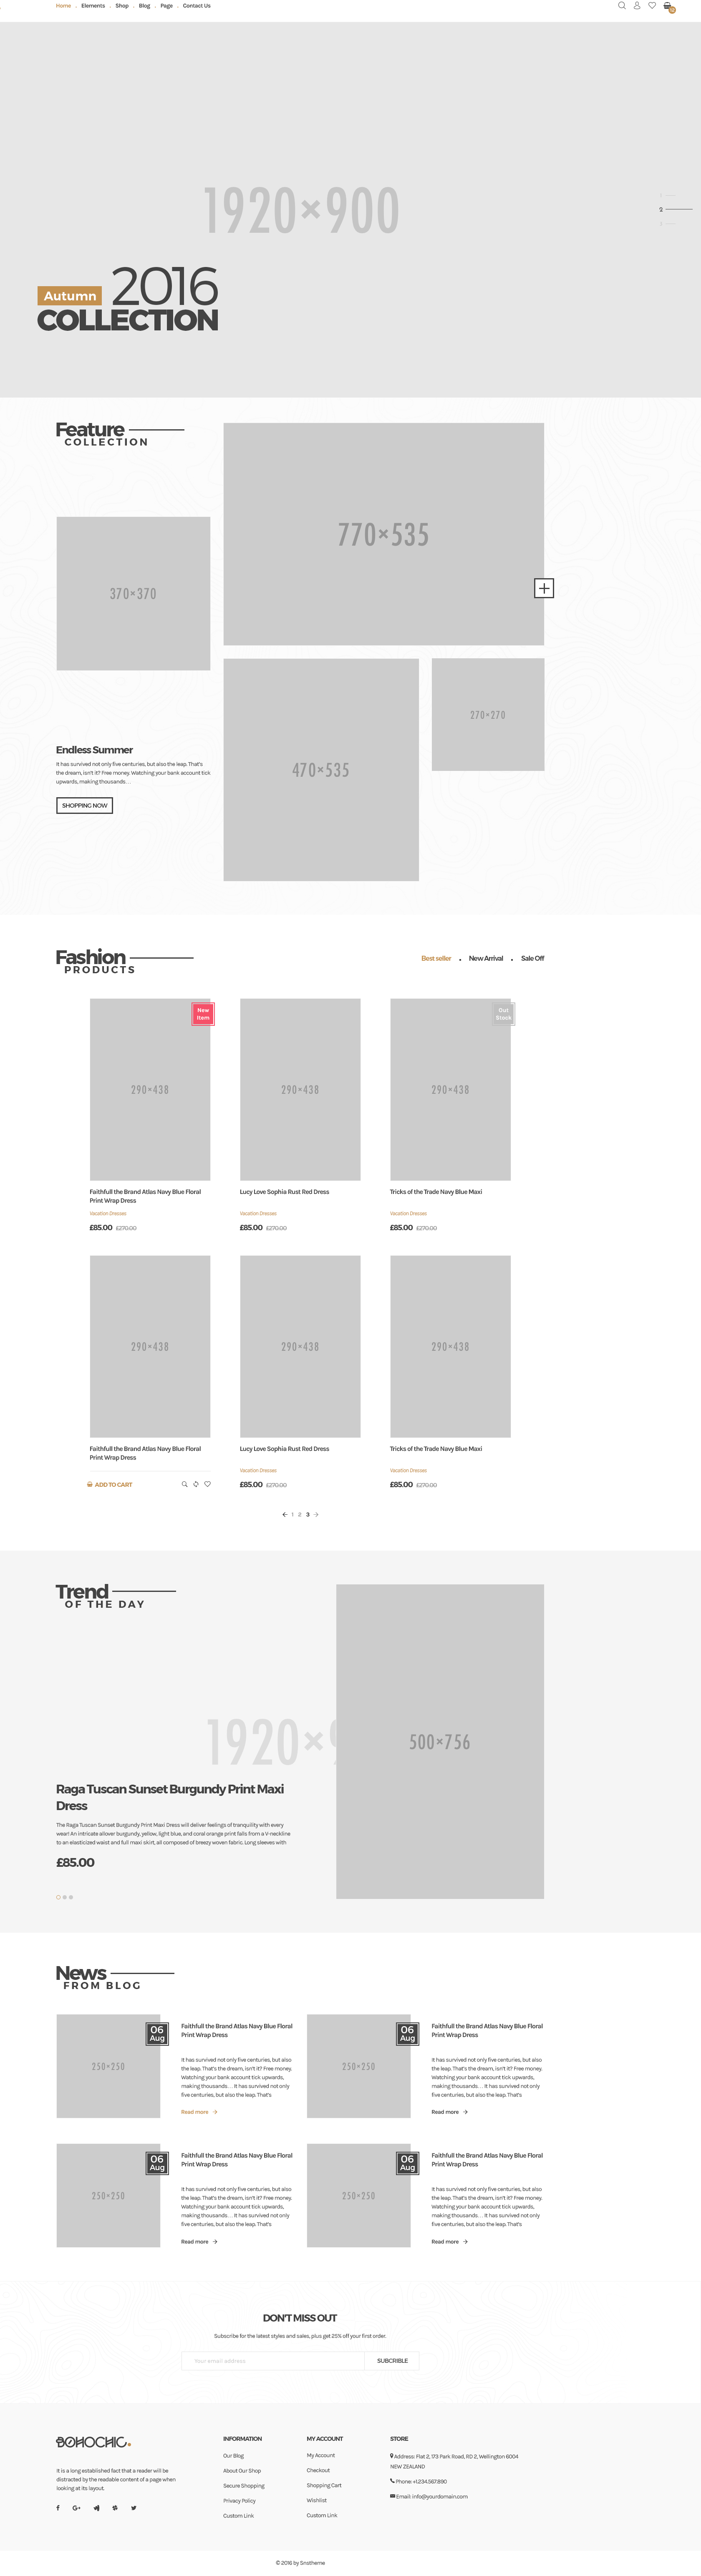 Home . Elements . Shop . Blog . Page . Contact Us
1920×900
2
Autumn 2016
COLLECTION
Feature
COLLECTION
770×535
370×370
470×535
270×270
Endless Summer
It has survived not only five centuries, but also the leap. That's
the dream, isn't it? Free money. Watching your bank account tick
upwards, making thousands . . .
SHOPPING NOW
Fashion
PRODUCTS
Best seller . New Arrival . Sale Off
New
Item
Out
Stock
290×438
290×438
290×438
Faithfull the Brand Atlas Navy Blue Floral
Print Wrap Dress
Vacation Dresses
£85.00 £270.00
Lucy Love Sophia Rust Red Dress
Vacation Dresses
£85.00 £270.00
Tricks of the Trade Navy Blue Maxi
Vacation Dresses
£85.00 £270.00
290×438
290×438
290×438
Faithfull the Brand Atlas Navy Blue Floral
Print Wrap Dress
ADD TO CART
Lucy Love Sophia Rust Red Dress
Vacation Dresses
£85.00 £270.00
Tricks of the Trade Navy Blue Maxi
Vacation Dresses
£85.00 £270.00
← 1 2 3 →
Trend
OF THE DAY
1920×9
500×756
Raga Tuscan Sunset Burgundy Print Maxi
Dress
The Raga Tuscan Sunset Burgundy Print Maxi Dress will deliver feelings of tranquility with every
wear! An intricate allover burgundy, yellow, light blue, and coral orange print falls from a V-neckline
to an elasticized waist and full maxi skirt, all composed of breezy woven fabric. Long sleeves with
£85.00
News
FROM BLOG
250×250
06
Aug
Faithfull the Brand Atlas Navy Blue Floral
Print Wrap Dress
It has survived not only five centuries, but also
the leap. That's the dream, isn't it? Free money.
Watching your bank account tick upwards,
making thousands . . . It has survived not only
five centuries, but also the leap. That's
Read more →
250×250
06
Aug
Faithfull the Brand Atlas Navy Blue Floral
Print Wrap Dress
It has survived not only five centuries, but also
the leap. That's the dream, isn't it? Free money.
Watching your bank account tick upwards,
making thousands . . . It has survived not only
five centuries, but also the leap. That's
Read more →
250×250
06
Aug
Faithfull the Brand Atlas Navy Blue Floral
Print Wrap Dress
It has survived not only five centuries, but also
the leap. That's the dream, isn't it? Free money.
Watching your bank account tick upwards,
making thousands . . . It has survived not only
five centuries, but also the leap. That's
Read more →
250×250
06
Aug
Faithfull the Brand Atlas Navy Blue Floral
Print Wrap Dress
It has survived not only five centuries, but also
the leap. That's the dream, isn't it? Free money.
Watching your bank account tick upwards,
making thousands . . . It has survived not only
five centuries, but also the leap. That's
Read more →
DON'T MISS OUT
Subscribe for the latest styles and sales, plus get 25% off your first order.
Your email address
SUBCRIBLE
BOHOCHIC.
It is a long established fact that a reader will be
distracted by the readable content of a page when
looking at its layout.
INFORMATION
Our Blog
About Our Shop
Secure Shopping
Privacy Policy
Custom Link
MY ACCOUNT
My Account
Checkout
Shopping Cart
Wishlist
Custom Link
STORE
Address: Flat 2, 173 Park Road, RD 2, Wellington 6004
NEW ZEALAND
Phone: +1.234.567.890
Email: info@yourdomain.com
© 2016 by Snstheme